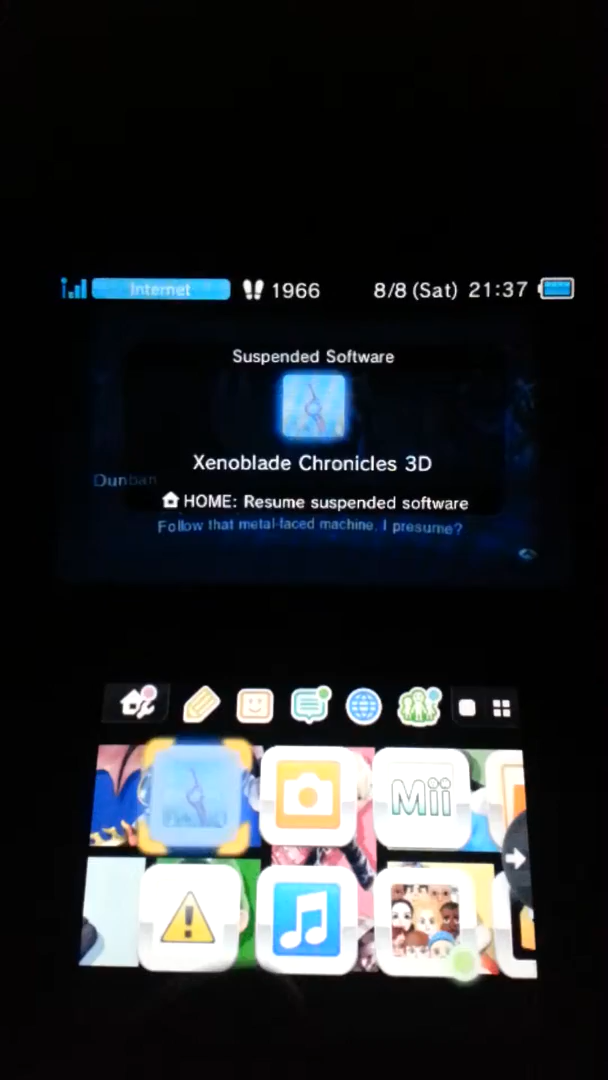 Internet 1966 8/8 (Sat) 21:37
Suspended Software
Xenoblade Chronicles 3D
Dunban
HOME: Resume suspended software
Follow that metal-faced machine, I presume?
Mii